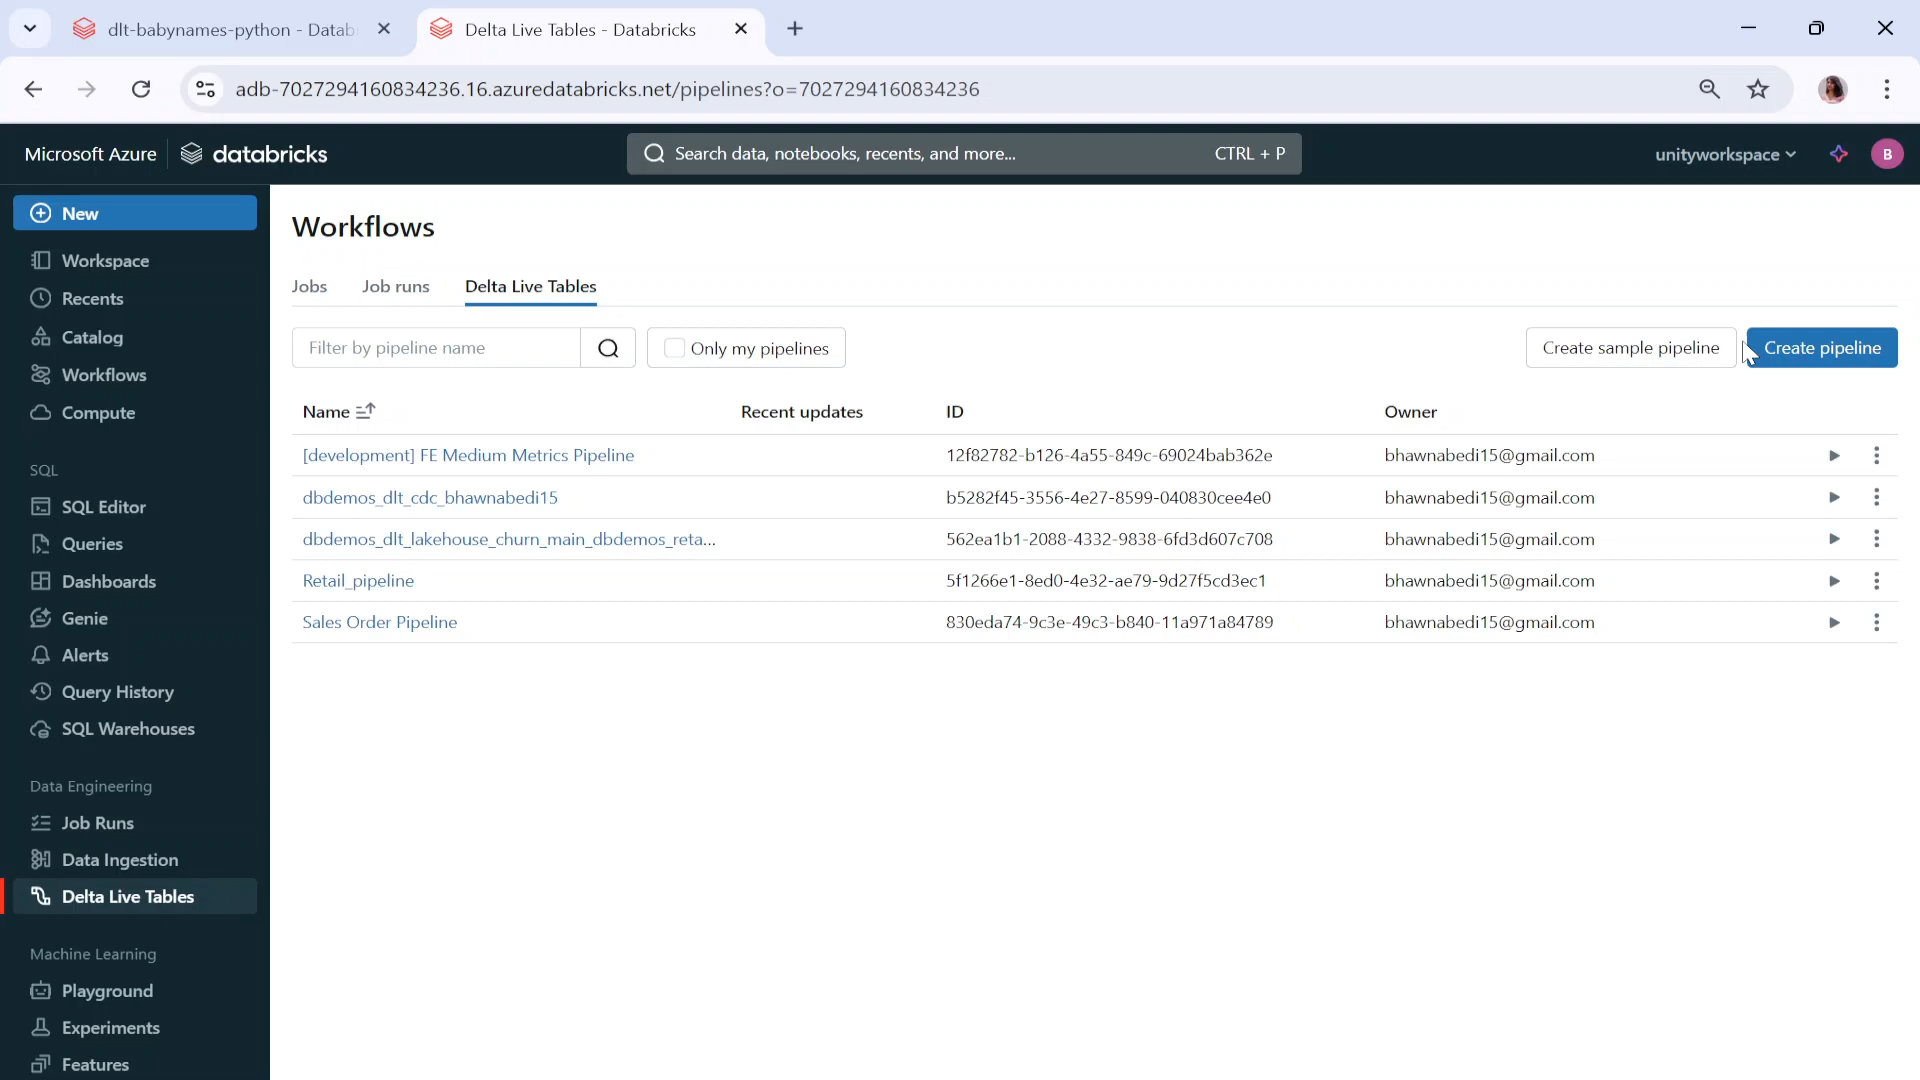 dlt-babynames-python - Datab
Delta Live Tables - Databricks
adb-7027294160834236.16.azuredatabricks.net/pipelines?o=7027294160834236
Microsoft Azure
databricks
Search data, notebooks, recents, and more...
CTRL + P
unityworkspace
B
New
Workspace
Recents
Catalog
Workflows
Compute
SQL
SQL Editor
Queries
Dashboards
Genie
Alerts
Query History
SQL Warehouses
Data Engineering
Job Runs
Data Ingestion
Delta Live Tables
Machine Learning
Playground
Experiments
Features
Workflows
Jobs
Job runs
Delta Live Tables
Filter by pipeline name
Only my pipelines
Create sample pipeline
Create pipeline
Name Recent updates ID Owner
[development] FE Medium Metrics Pipeline 12f82782-b126-4a55-849c-69024bab362e bhawnabedi15@gmail.com
dbdemos_dlt_cdc_bhawnabedi15 b5282f45-3556-4e27-8599-040830cee4e0 bhawnabedi15@gmail.com
dbdemos_dlt_lakehouse_churn_main_dbdemos_reta... 562ea1b1-2088-4332-9838-6fd3d607c708 bhawnabedi15@gmail.com
Retail_pipeline 5f1266e1-8ed0-4e32-ae79-9d27f5cd3ec1 bhawnabedi15@gmail.com
Sales Order Pipeline 830eda74-9c3e-49c3-b840-11a971a84789 bhawnabedi15@gmail.com